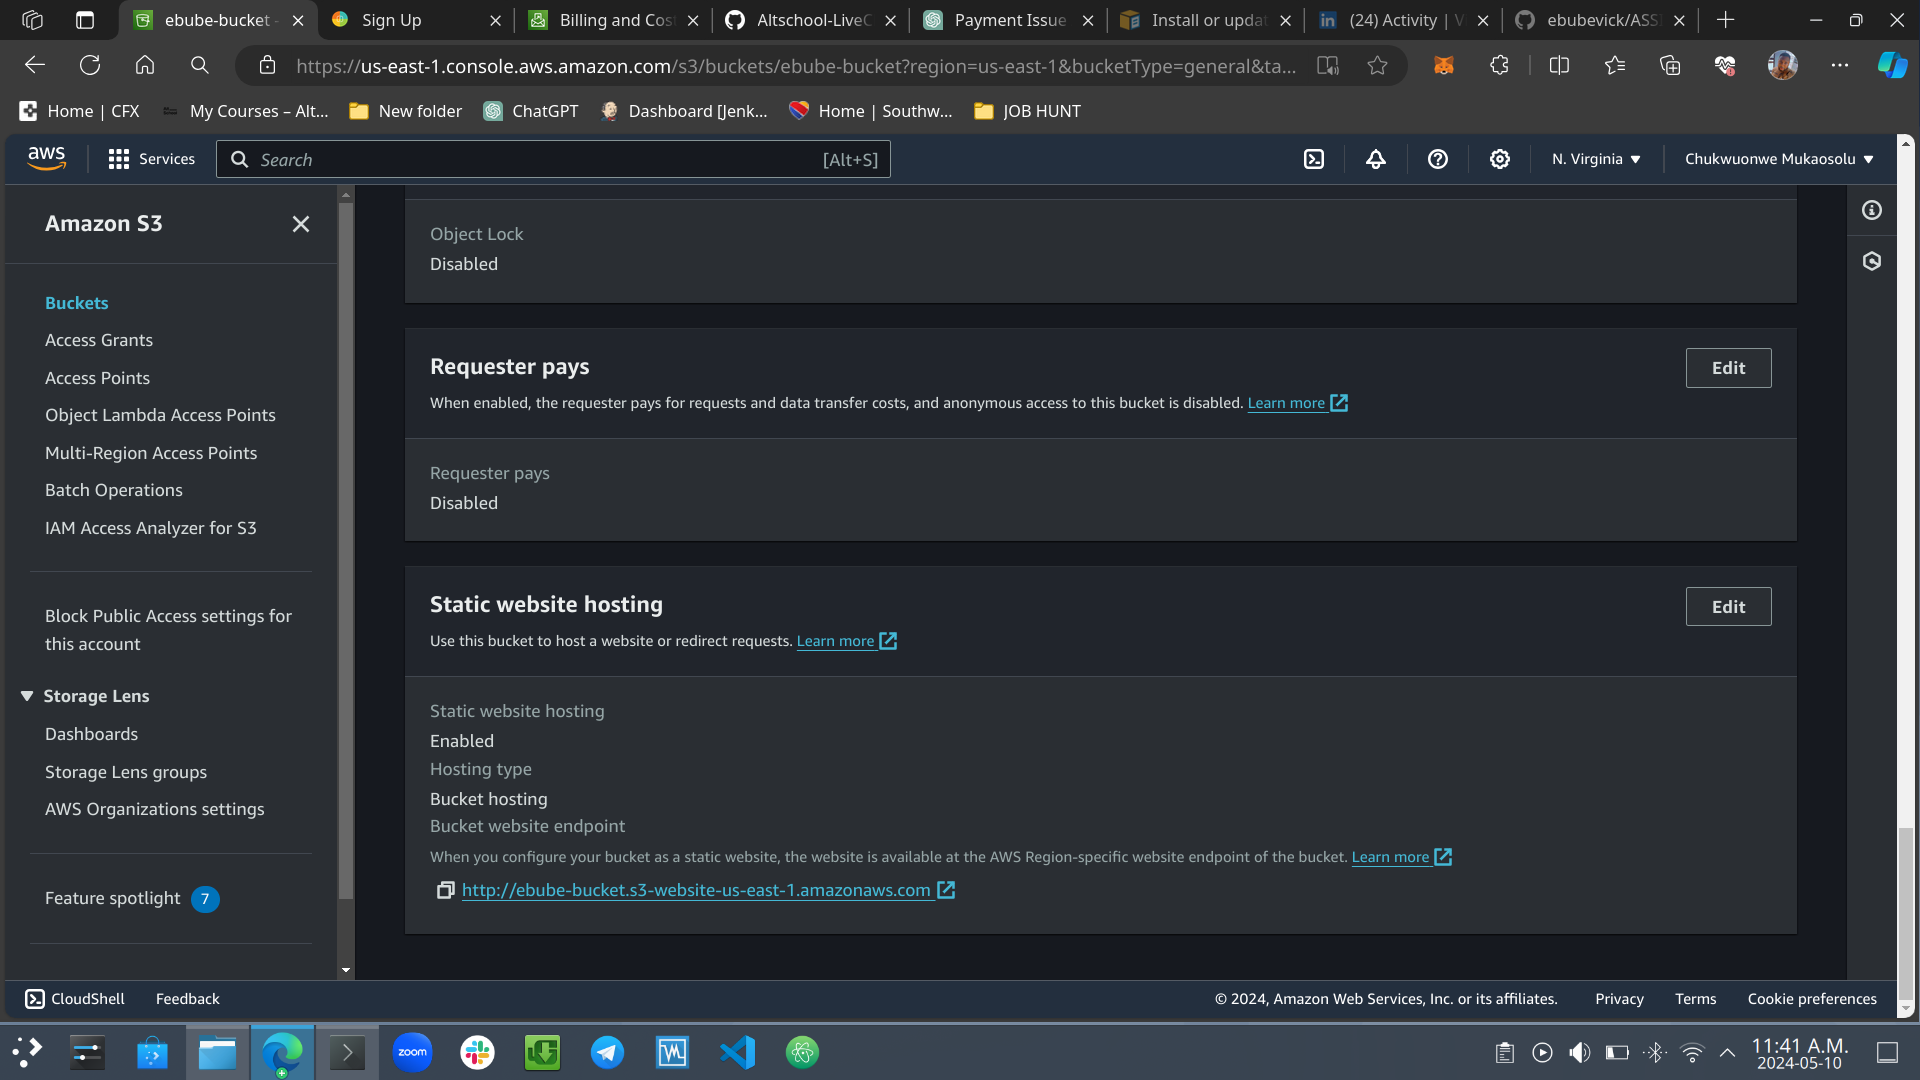 ebube-bucket -
Sign Up
Billing and Cos
Altschool-LiveC
Payment Issue
Install or updat
(24) Activity | V
ebubevick/ASS
https://us-east-1.console.aws.amazon.com/s3/buckets/ebube-bucket?region=us-east-1&bucketType=general&ta...
Home | CFX
My Courses – Alt...
New folder
ChatGPT
Dashboard [Jenk...
Home | Southw...
JOB HUNT
aws
Services
Search
[Alt+S]
N. Virginia
Chukwuonwe Mukaosolu
Amazon S3
Buckets
Access Grants
Access Points
Object Lambda Access Points
Multi-Region Access Points
Batch Operations
IAM Access Analyzer for S3
Block Public Access settings for
this account
Storage Lens
Dashboards
Storage Lens groups
AWS Organizations settings
Feature spotlight 7
Object Lock
Disabled
Requester pays
Edit
When enabled, the requester pays for requests and data transfer costs, and anonymous access to this bucket is disabled. Learn more
Requester pays
Disabled
Static website hosting
Edit
Use this bucket to host a website or redirect requests. Learn more
Static website hosting
Enabled
Hosting type
Bucket hosting
Bucket website endpoint
When you configure your bucket as a static website, the website is available at the AWS Region-specific website endpoint of the bucket. Learn more
http://ebube-bucket.s3-website-us-east-1.amazonaws.com
CloudShell
Feedback
© 2024, Amazon Web Services, Inc. or its affiliates.
Privacy
Terms
Cookie preferences
zoom
11:41 A.M.
2024-05-10